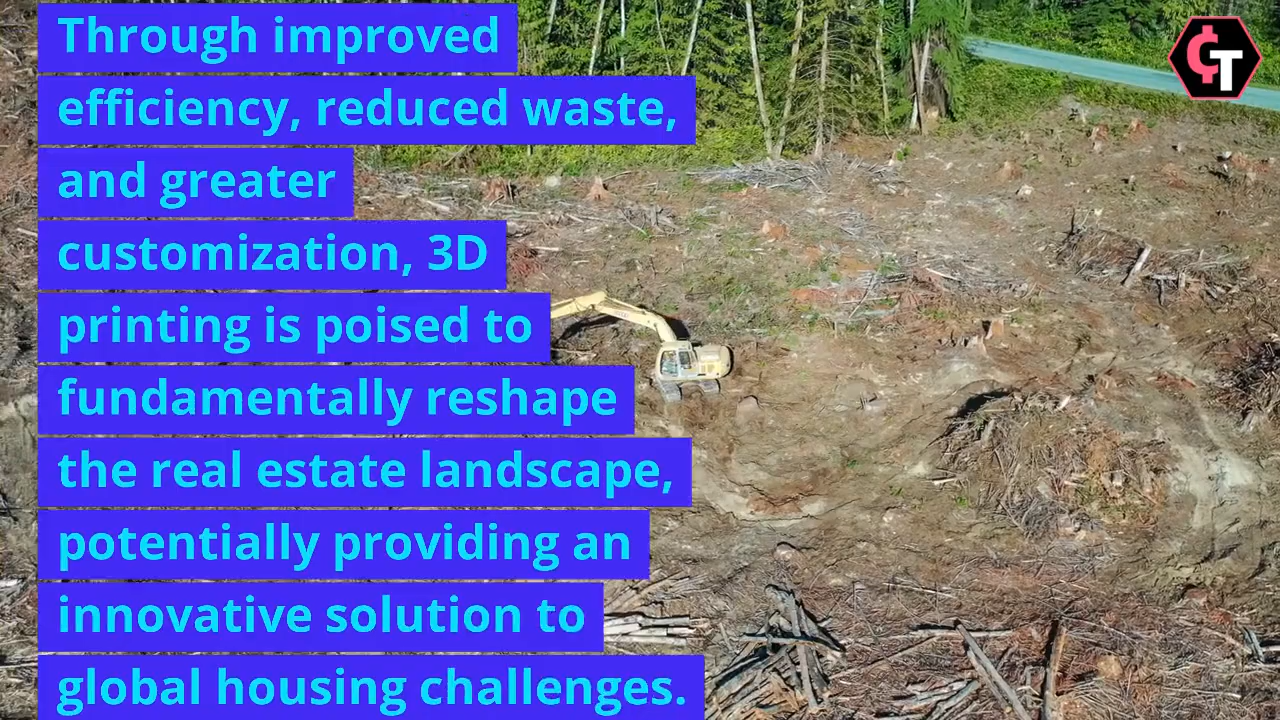 Through improved
efficiency, reduced waste,
and greater
customization, 3D
printing is poised to
fundamentally reshape
the real estate landscape,
potentially providing an
innovative solution to
global housing challenges.
¢T